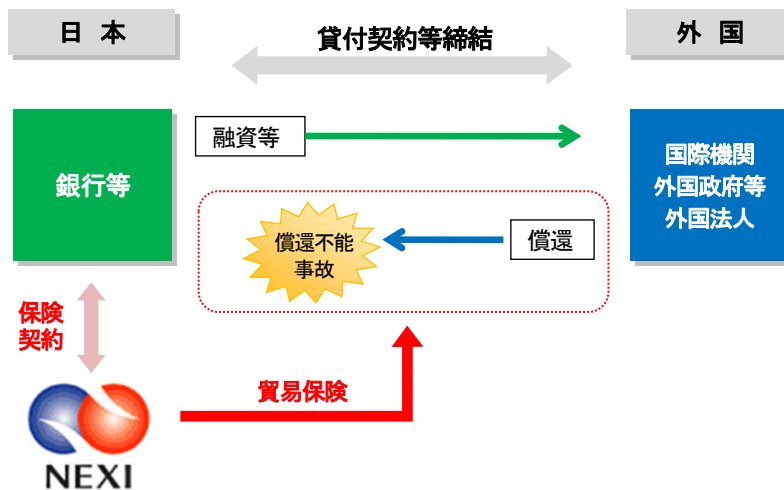 日 本
貸付契約等締結
外 国
融資等
銀行等
国際機関
外国政府等
外国法人
償還不能
事故
償還
保険
契約
貿易保険
NEXI